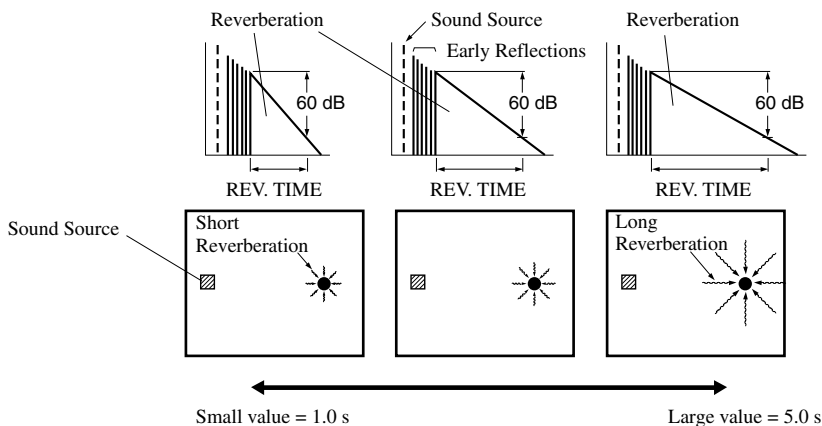 Reverberation
Sound Source
Reverberation
Early Reflections
60 dB
60 dB
60 dB
REV. TIME
REV. TIME
REV. TIME
Sound Source
Short
Reverberation
Long
Reverberation
Small value = 1.0 s
Large value = 5.0 s